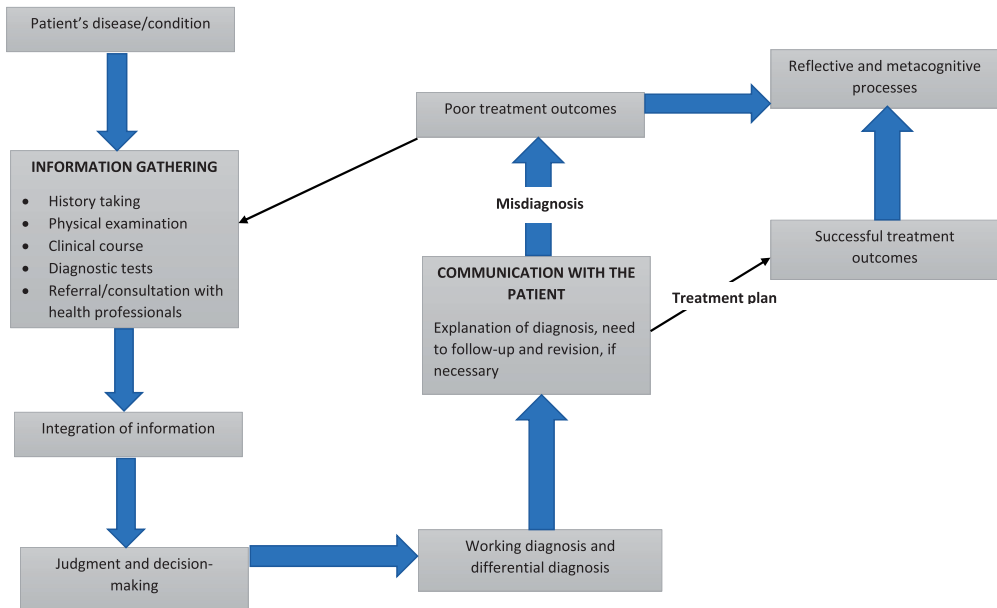 Patient's disease/condition
INFORMATION GATHERING
• History taking
• Physical examination
• Clinical course
• Diagnostic tests
• Referral/consultation with
health professionals
Integration of information
Judgment and decision-
making
Working diagnosis and
differential diagnosis
COMMUNICATION WITH THE
PATIENT
Explanation of diagnosis, need
to follow-up and revision, if
necessary
Misdiagnosis
Poor treatment outcomes
Treatment plan
Successful treatment
outcomes
Reflective and metacognitive
processes